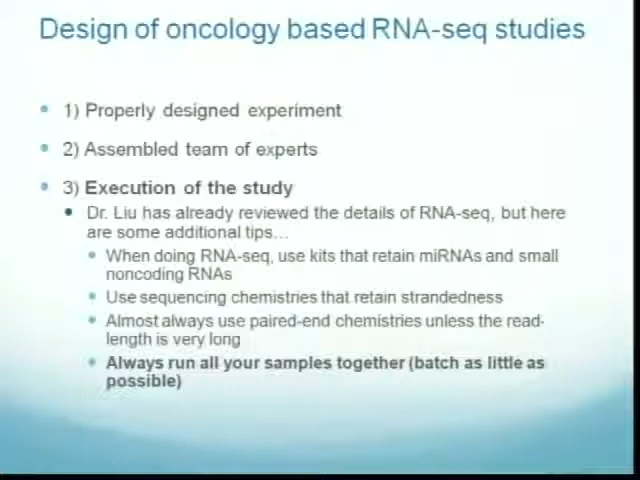 Design of oncology based RNA-seq studies
• 1) Properly designed experiment
• 2) Assembled team of experts
• 3) Execution of the study
• Dr. Liu has already reviewed the details of RNA-seq, but here
are some additional tips...
• When doing RNA-seq, use kits that retain miRNAs and small
noncoding RNAs
• Use sequencing chemistries that retain strandedness
• Almost always use paired-end chemistries unless the read-
length is very long
• Always run all your samples together (batch as little as
possible)